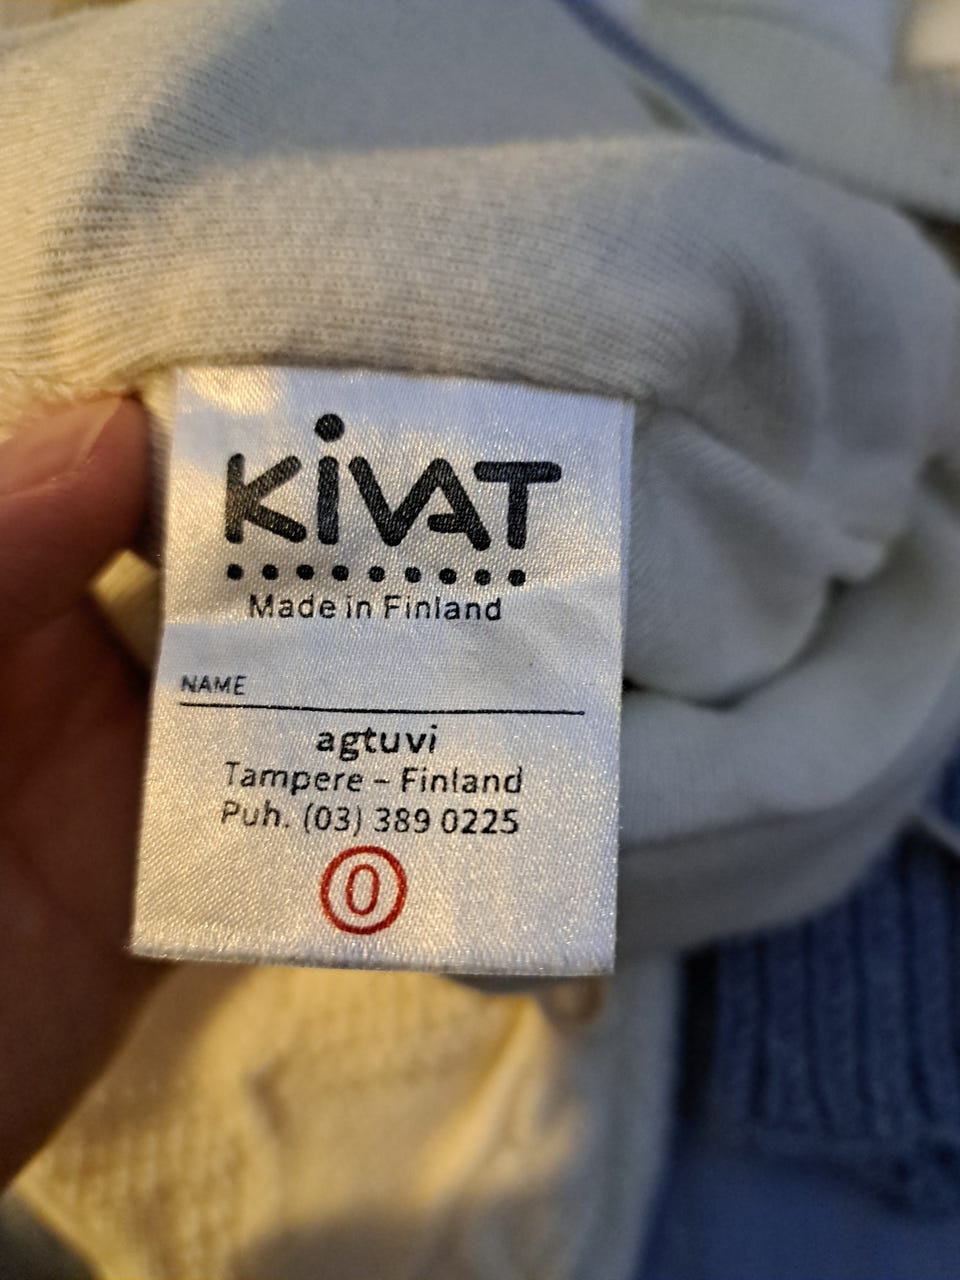 KiVAT
Made in Finland
NAME
agtuvi
Tampere – Finland
Puh. (03) 389 0225
0